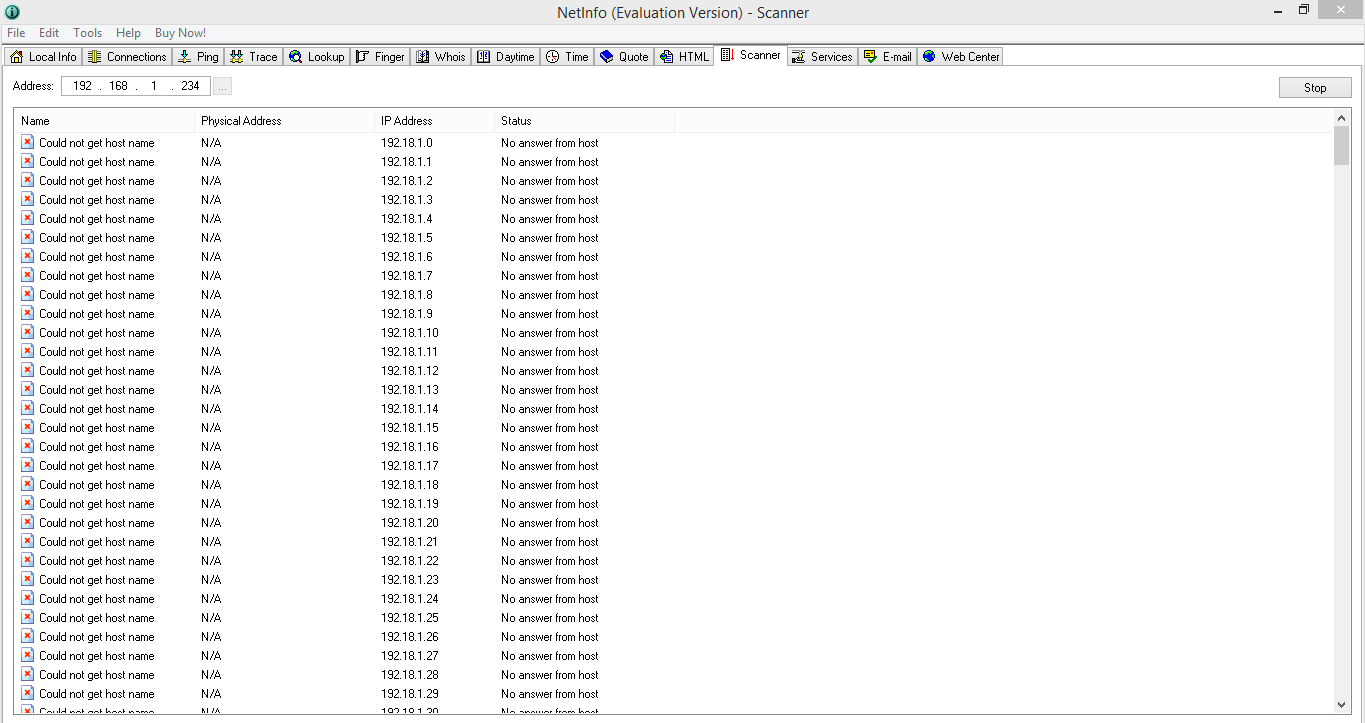 NetInfo (Evaluation Version) - Scanner
File Edit Tools Help Buy Now!
Local Info Connections Ping Trace Lookup Finger Whois Daytime Time Quote HTML Scanner Services E-mail Web Center
Address: 192 . 168 . 1 . 234 ... Stop
Name Physical Address IP Address Status
Could not get host name N/A 192.18.1.0 No answer from host
Could not get host name N/A 192.18.1.1 No answer from host
Could not get host name N/A 192.18.1.2 No answer from host
Could not get host name N/A 192.18.1.3 No answer from host
Could not get host name N/A 192.18.1.4 No answer from host
Could not get host name N/A 192.18.1.5 No answer from host
Could not get host name N/A 192.18.1.6 No answer from host
Could not get host name N/A 192.18.1.7 No answer from host
Could not get host name N/A 192.18.1.8 No answer from host
Could not get host name N/A 192.18.1.9 No answer from host
Could not get host name N/A 192.18.1.10 No answer from host
Could not get host name N/A 192.18.1.11 No answer from host
Could not get host name N/A 192.18.1.12 No answer from host
Could not get host name N/A 192.18.1.13 No answer from host
Could not get host name N/A 192.18.1.14 No answer from host
Could not get host name N/A 192.18.1.15 No answer from host
Could not get host name N/A 192.18.1.16 No answer from host
Could not get host name N/A 192.18.1.17 No answer from host
Could not get host name N/A 192.18.1.18 No answer from host
Could not get host name N/A 192.18.1.19 No answer from host
Could not get host name N/A 192.18.1.20 No answer from host
Could not get host name N/A 192.18.1.21 No answer from host
Could not get host name N/A 192.18.1.22 No answer from host
Could not get host name N/A 192.18.1.23 No answer from host
Could not get host name N/A 192.18.1.24 No answer from host
Could not get host name N/A 192.18.1.25 No answer from host
Could not get host name N/A 192.18.1.26 No answer from host
Could not get host name N/A 192.18.1.27 No answer from host
Could not get host name N/A 192.18.1.28 No answer from host
Could not get host name N/A 192.18.1.29 No answer from host
Could not get host name N/A 192.18.1.30 No answer from host